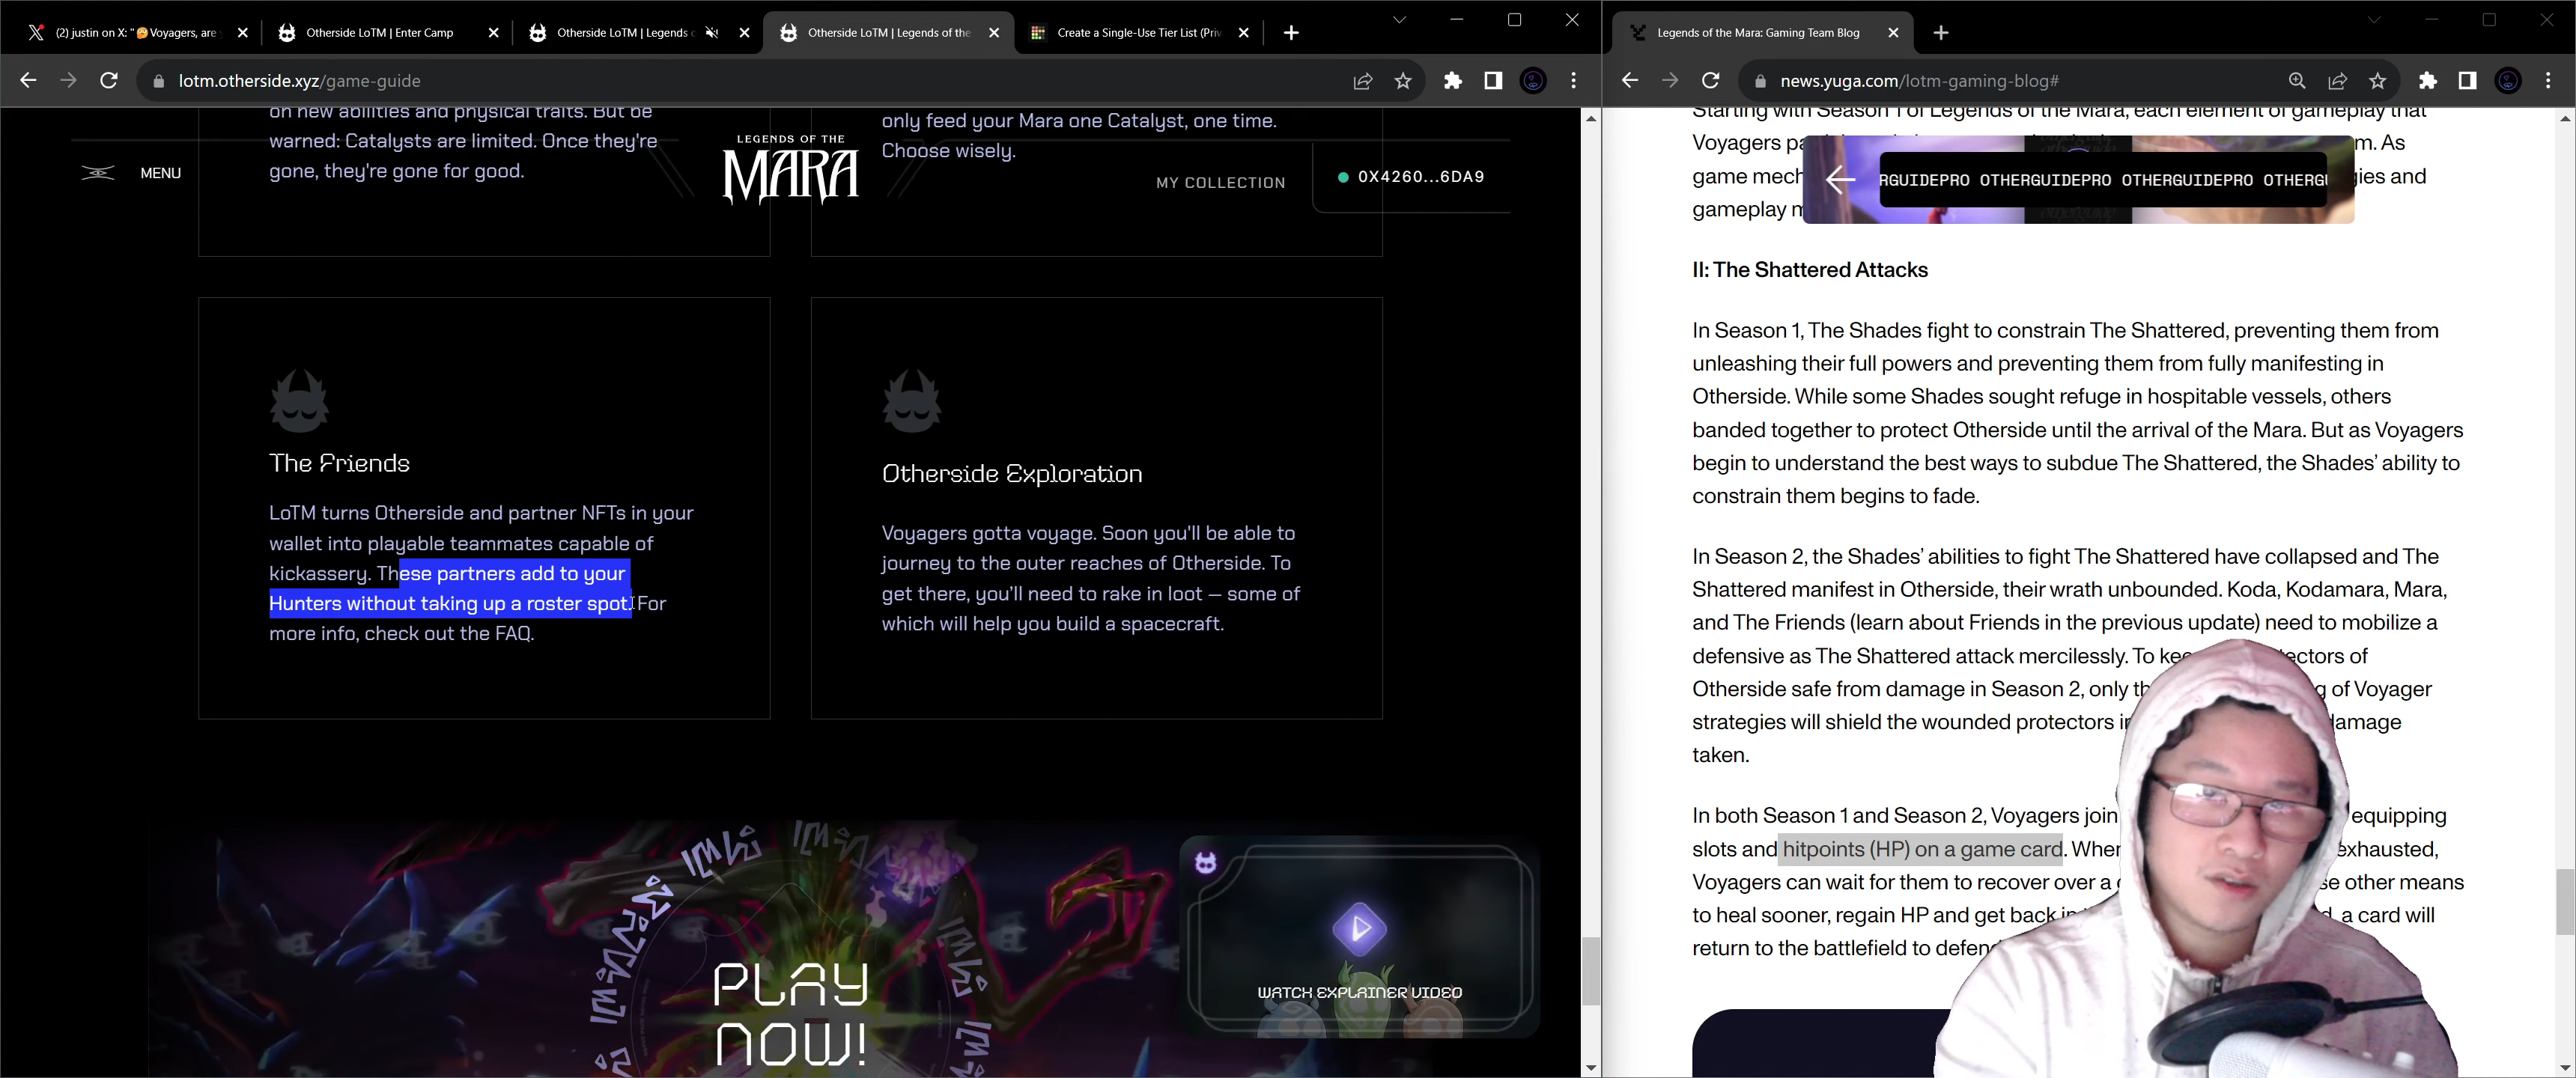 (2) justin on X: "🤔Voyagers, are
Otherside LoTM | Enter Camp
Otherside LoTM | Legends
Otherside LoTM | Legends of the
Create a Single-Use Tier List (Priv
lotm.otherside.xyz/game-guide
on new abilities and physical traits. But be
warned: Catalysts are limited. Once they're
gone, they're gone for good.
only feed your Mara one Catalyst, one time.
Choose wisely.
MENU
LEGENDS OF THE
MARA
MY COLLECTION
0X4260...6DA9
The Friends
LoTM turns Otherside and partner NFTs in your
wallet into playable teammates capable of
kickassery. These partners add to your
Hunters without taking up a roster spot. For
more info, check out the FAQ.
Otherside Exploration
Voyagers gotta voyage. Soon you'll be able to
journey to the outer reaches of Otherside. To
get there, you'll need to rake in loot — some of
which will help you build a spacecraft.
PLAY
NOW!
WATCH EXPLAINER VIDEO
Legends of the Mara: Gaming Team Blog
news.yuga.com/lotm-gaming-blog#
Starting with Season 1 of Legends of the Mara, each element of gameplay that
Voyagers
As
game
and
gameplay
RGUIDEPRO OTHERGUIDEPRO OTHERGUIDEPRO OTHERGU
II: The Shattered Attacks
In Season 1, The Shades fight to constrain The Shattered, preventing them from
unleashing their full powers and preventing them from fully manifesting in
Otherside. While some Shades sought refuge in hospitable vessels, others
banded together to protect Otherside until the arrival of the Mara. But as Voyagers
begin to understand the best ways to subdue The Shattered, the Shades' ability to
constrain them begins to fade.
In Season 2, the Shades' abilities to fight The Shattered have collapsed and The
Shattered manifest in Otherside, their wrath unbounded. Koda, Kodamara, Mara,
and The Friends (learn about Friends in the previous update) need to mobilize a
defensive as The Shattered attack mercilessly. To of
Otherside safe from damage in Season 2, only of Voyager
strategies will shield the wounded protectors damage
taken.
In both Season 1 and Season 2, Voyagers join equipping
slots and hitpoints (HP) on a game card. When exhausted,
Voyagers can wait for them to recover over a other means
to heal sooner, regain HP and get back a card will
return to the battlefield to defend